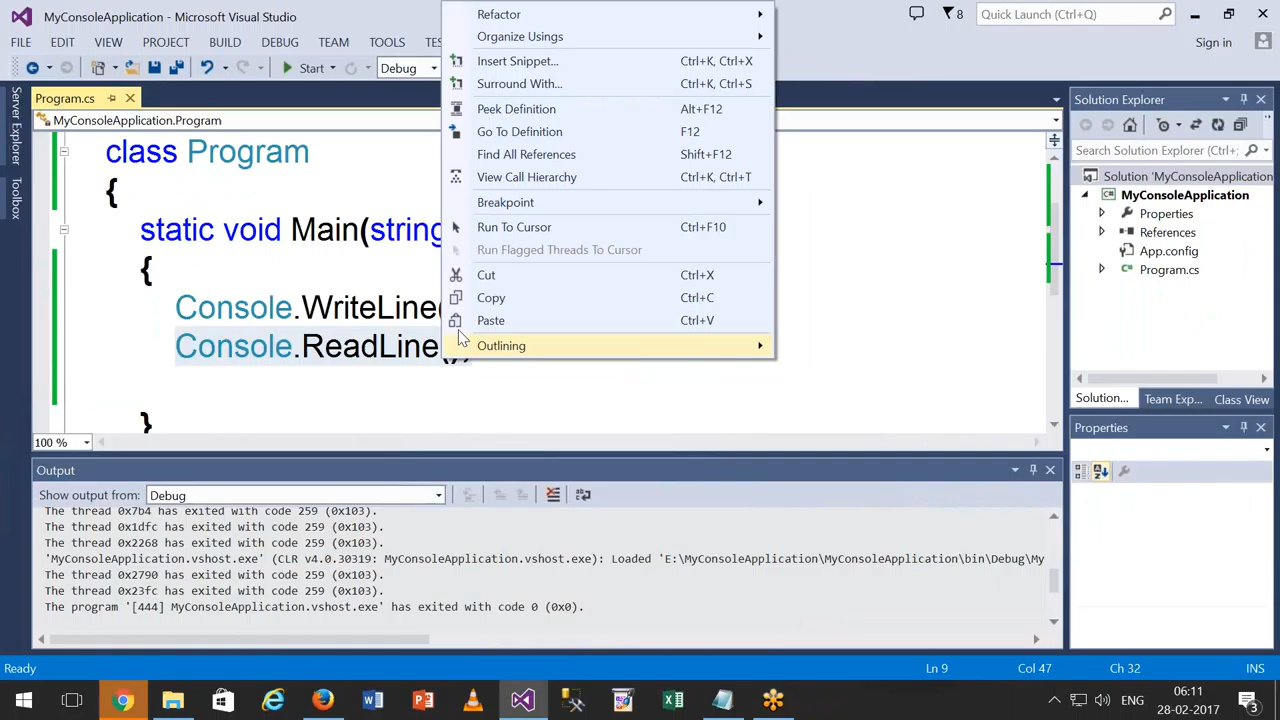 MyConsoleApplication - Microsoft Visual Studio
8
Quick Launch (Ctrl+Q)
FILE EDIT VIEW PROJECT BUILD DEBUG TEAM TOOLS TES
Sign in
Start Debug
Program.cs
MyConsoleApplication.Program
class Program
{
static void Main(string
{
Console.WriteLine(
Console.ReadLine();
}
100 %
Refactor
Organize Usings
Insert Snippet... Ctrl+K, Ctrl+X
Surround With... Ctrl+K, Ctrl+S
Peek Definition Alt+F12
Go To Definition F12
Find All References Shift+F12
View Call Hierarchy Ctrl+K, Ctrl+T
Breakpoint
Run To Cursor Ctrl+F10
Run Flagged Threads To Cursor
Cut Ctrl+X
Copy Ctrl+C
Paste Ctrl+V
Outlining
Server Explorer
Toolbox
Solution Explorer
Search Solution Explorer (Ctrl+;
Solution 'MyConsoleApplication
MyConsoleApplication
Properties
References
App.config
Program.cs
Solution... Team Exp... Class View
Properties
Output
Show output from: Debug
The thread 0x7b4 has exited with code 259 (0x103).
The thread 0x1dfc has exited with code 259 (0x103).
The thread 0x2268 has exited with code 259 (0x103).
'MyConsoleApplication.vshost.exe' (CLR v4.0.30319: MyConsoleApplication.vshost.exe): Loaded 'E:\MyConsoleApplication\MyConsoleApplication\bin\Debug\My
The thread 0x2790 has exited with code 259 (0x103).
The thread 0x23fc has exited with code 259 (0x103).
The program '[444] MyConsoleApplication.vshost.exe' has exited with code 0 (0x0).
Ready Ln 9 Col 47 Ch 32 INS
ENG
06:11
28-02-2017
3